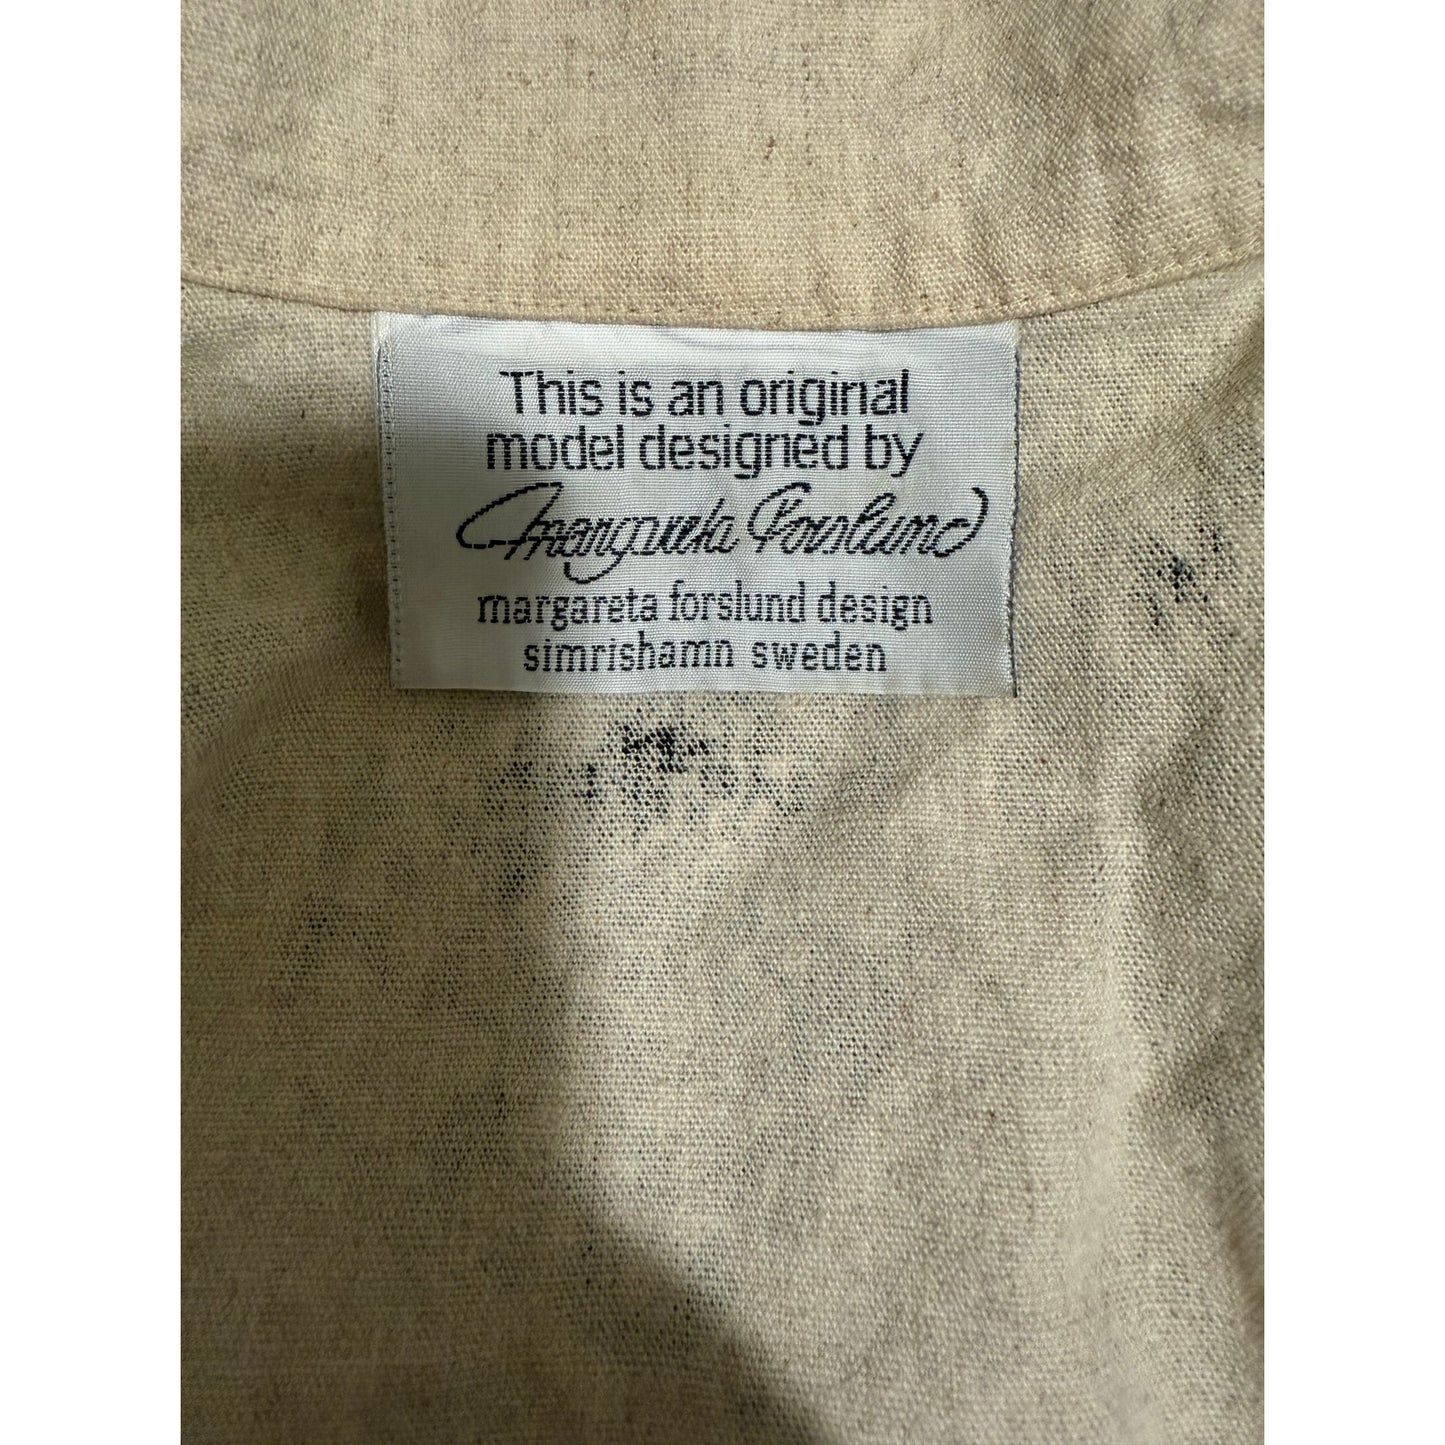 This is an original
model designed by
Margareta Forslund
margareta forslund design
simrishamn sweden